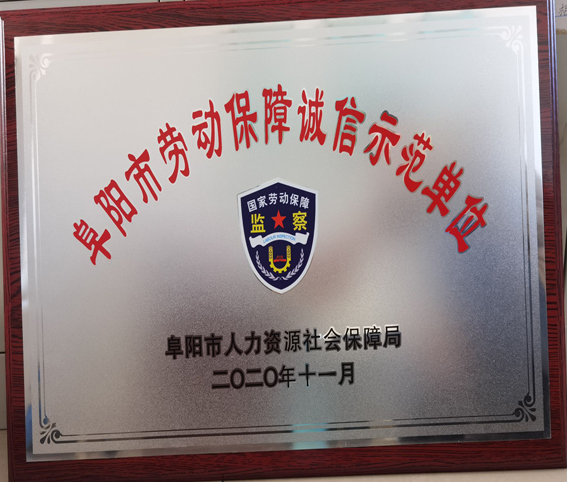 阜阳市劳动保障诚信示范单位
国家劳动保障
监察
阜阳市人力资源社会保障局
二〇二〇年十一月